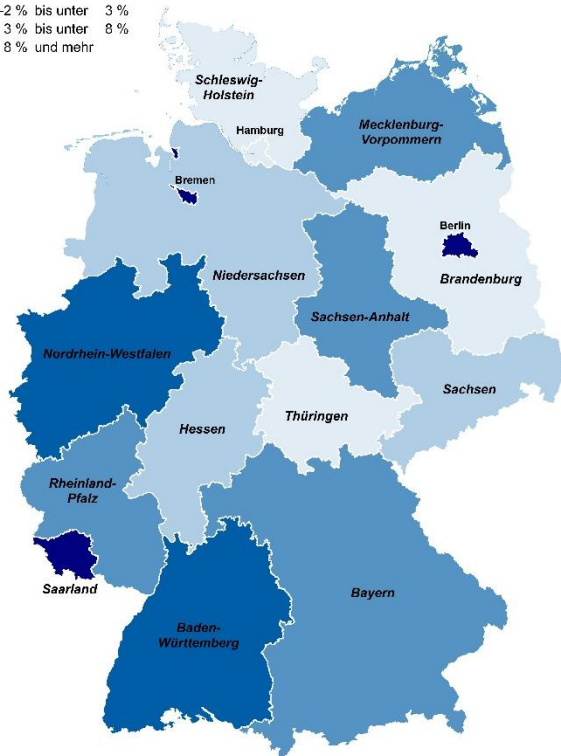 -2 % bis unter 3 %
3 % bis unter 8 %
8 % und mehr
Schleswig-
Holstein
Hamburg
Mecklenburg-
Vorpommern
Bremen
Berlin
Niedersachsen
Brandenburg
Sachsen-Anhalt
Nordrhein-Westfalen
Sachsen
Thüringen
Hessen
Rheinland-
Pfalz
Saarland
Bayern
Baden-
Württemberg